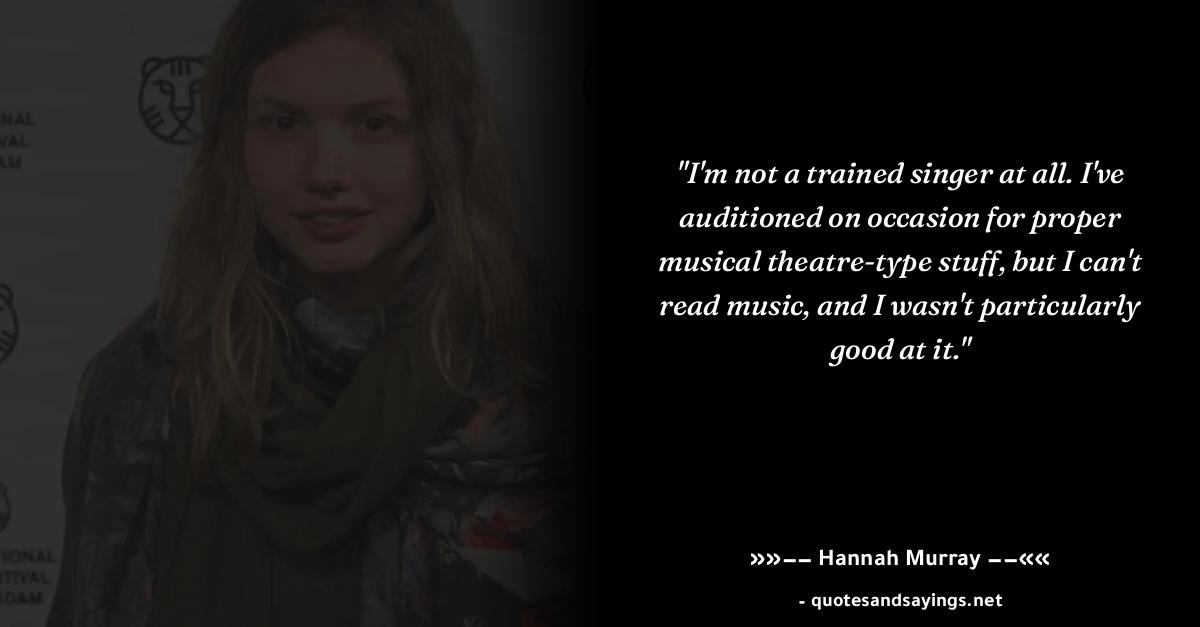 NAL
VAL
AM
"I'm not a trained singer at all. I've
auditioned on occasion for proper
musical theatre-type stuff, but I can't
read music, and I wasn't particularly
good at it."
IONAL
STIVAL
DAM
»»−− Hannah Murray −−««
- quotesandsayings.net